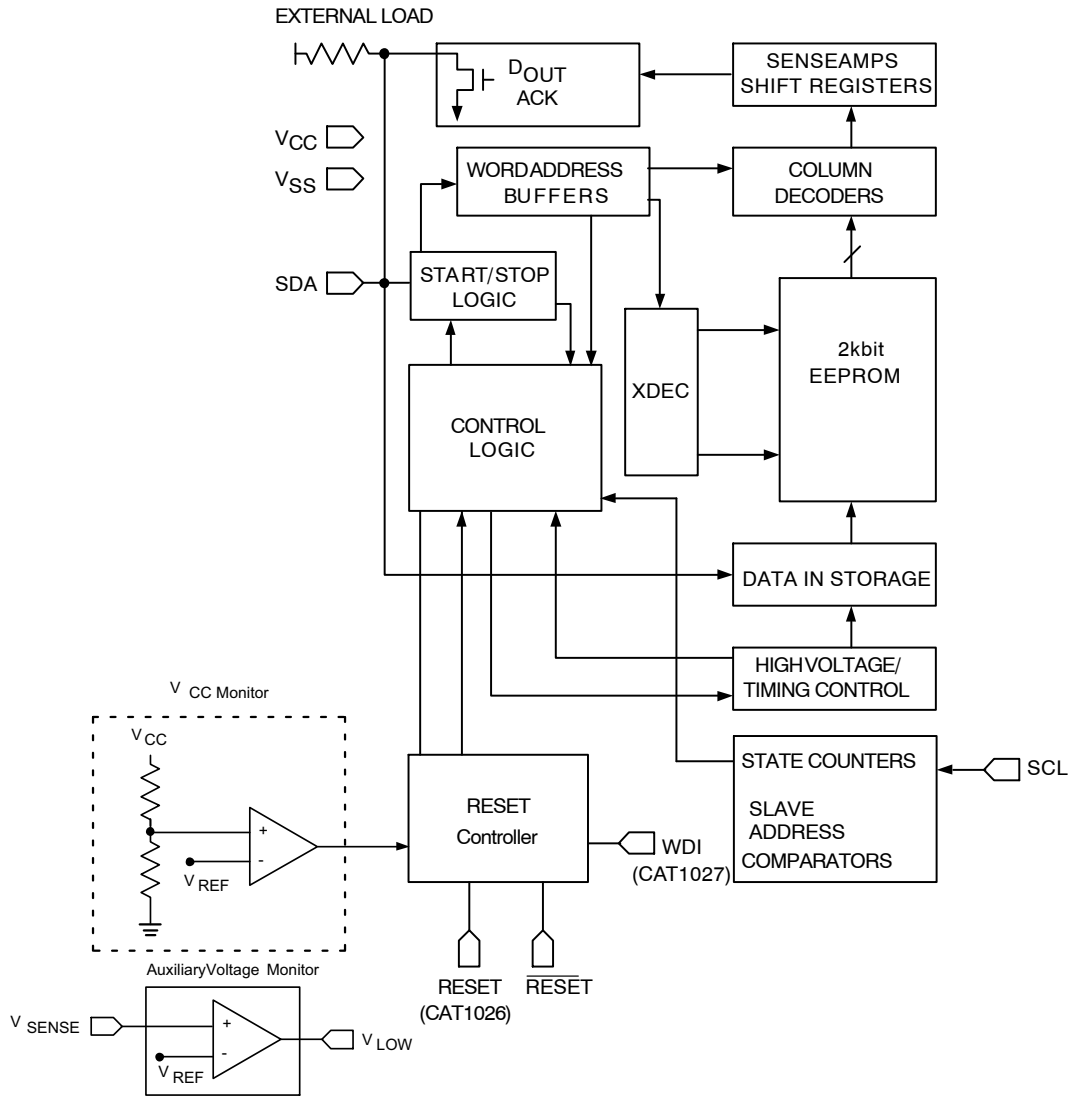 EXTERNAL LOAD
DOUT
ACK
SENSEAMPS
SHIFT REGISTERS
VCC
VSS
WORDADDRESS
BUFFERS
COLUMN
DECODERS
SDA
START/STOP
LOGIC
2kbit
EEPROM
XDEC
CONTROL
LOGIC
DATA IN STORAGE
HIGHVOLTAGE/
TIMING CONTROL
V CC Monitor
VCC
+
-
VREF
RESET
Controller
WDI
(CAT1027)
STATE COUNTERS
SLAVE
ADDRESS
COMPARATORS
SCL
RESET
(CAT1026)
RESET
AuxiliaryVoltage Monitor
V SENSE
+
-
VREF
V LOW